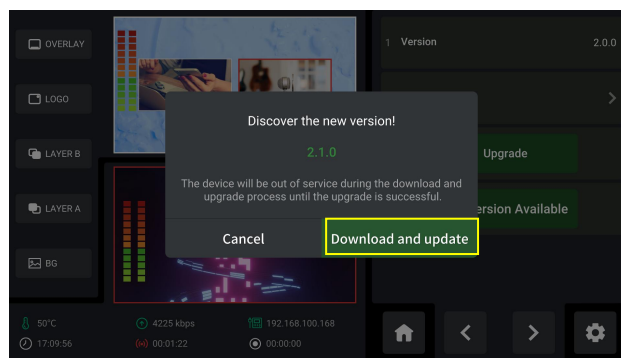 OVERLAY
LOGO
LAYER B
LAYER A
BG
1 Version 2.0.0
Upgrade
ersion Available
Discover the new version!
2.1.0
The device will be out of service during the download and
upgrade process until the upgrade is successful.
Cancel
Download and update
50°C
4225 kbps
192.168.100.168
17:09:56
00:01:22
00:00:00